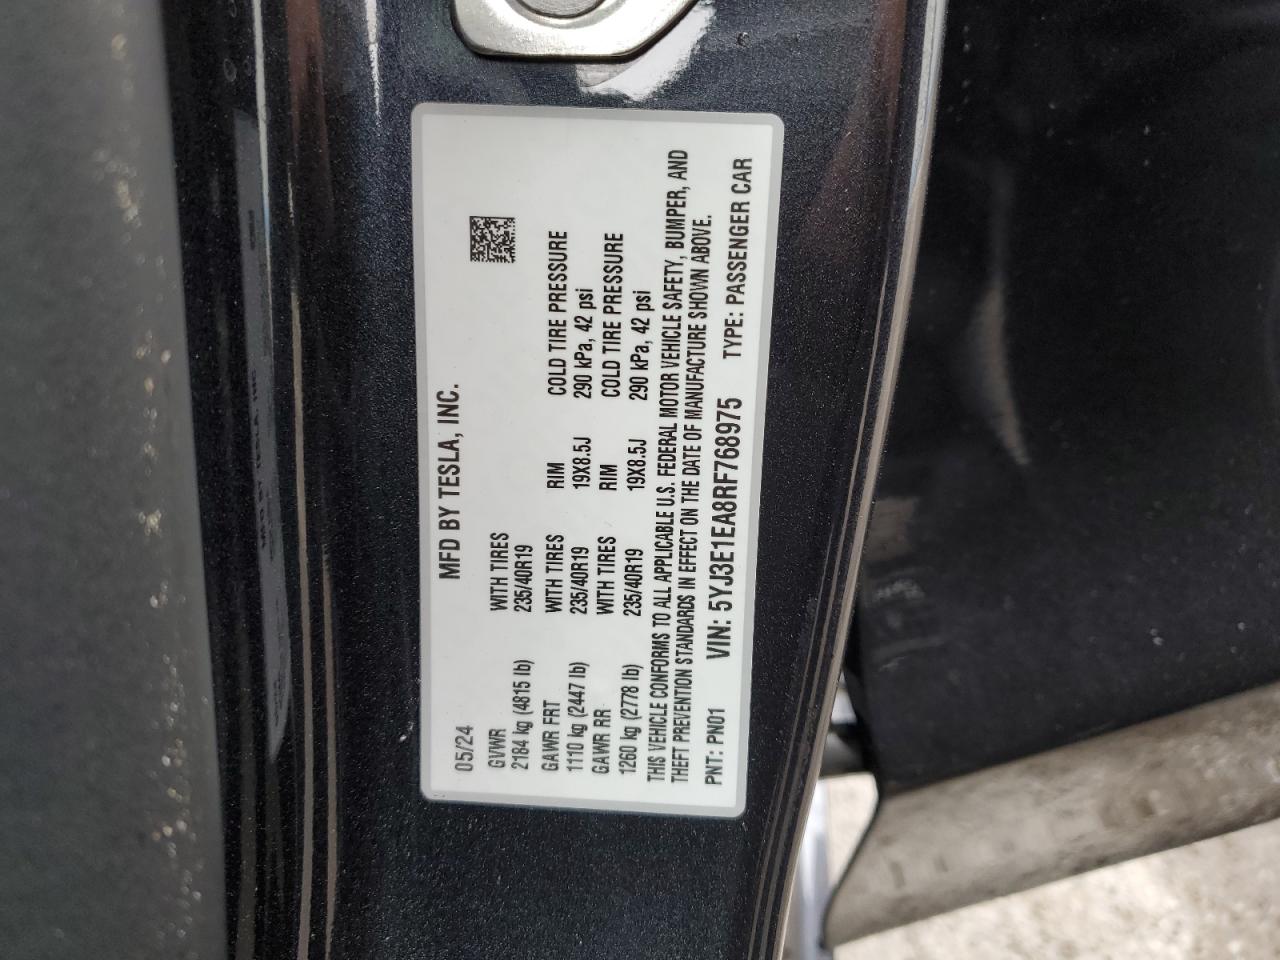 MFD BY TESLA, INC.
05/24
GVWR WITH TIRES
2184 kg (4815 lb) 235/40R19
GAWR FRT WITH TIRES RIM COLD TIRE PRESSURE
1110 kg (2447 lb) 235/40R19 19X8.5J 290 kPa, 42 psi
GAWR RR WITH TIRES RIM COLD TIRE PRESSURE
1260 kg (2778 lb) 235/40R19 19X8.5J 290 kPa, 42 psi
THIS VEHICLE CONFORMS TO ALL APPLICABLE U.S. FEDERAL MOTOR VEHICLE SAFETY, BUMPER, AND
THEFT PREVENTION STANDARDS IN EFFECT ON THE DATE OF MANUFACTURE SHOWN ABOVE.
PNT: PN01 VIN: 5YJ3E1EA8RF768975 TYPE: PASSENGER CAR